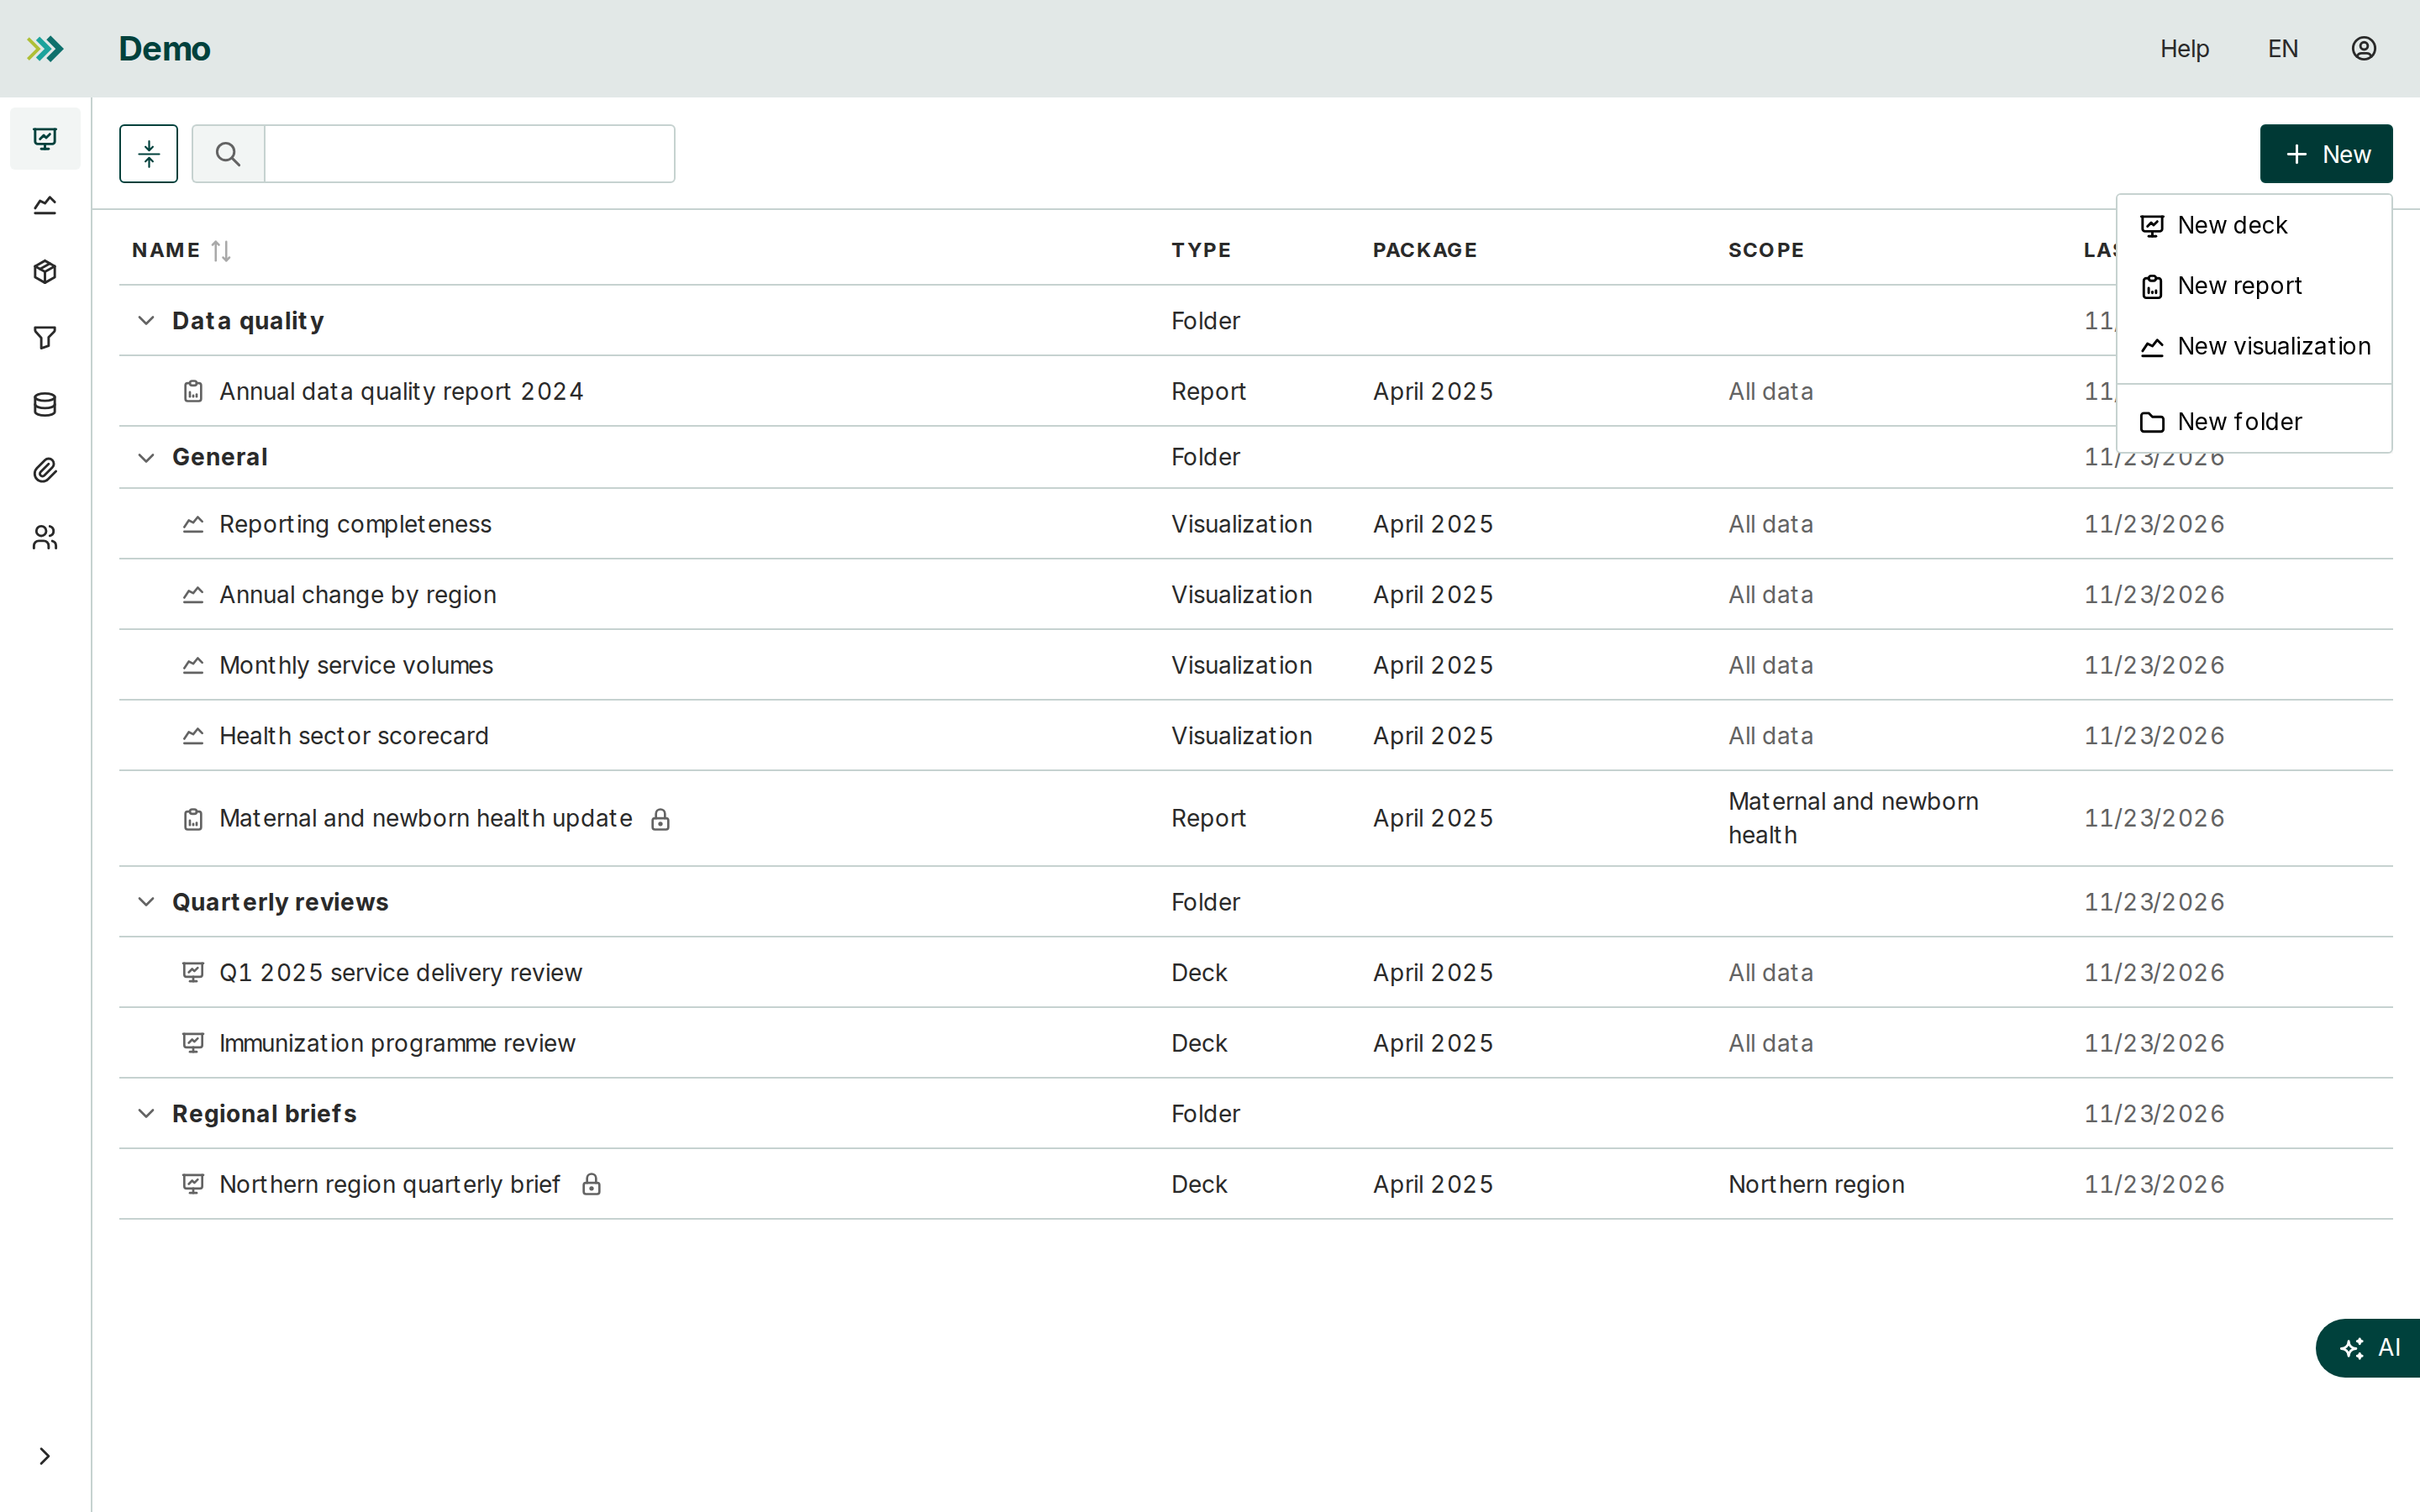 Demo
Help
EN
New
New deck
New report
New visualization
New folder
NAME TYPE PACKAGE SCOPE
Data quality Folder
Annual data quality report 2024 Report April 2025 All data
General Folder 11/23/2026
Reporting completeness Visualization April 2025 All data 11/23/2026
Annual change by region Visualization April 2025 All data 11/23/2026
Monthly service volumes Visualization April 2025 All data 11/23/2026
Health sector scorecard Visualization April 2025 All data 11/23/2026
Maternal and newborn health update Report April 2025 Maternal and newborn health 11/23/2026
Quarterly reviews Folder 11/23/2026
Q1 2025 service delivery review Deck April 2025 All data 11/23/2026
Immunization programme review Deck April 2025 All data 11/23/2026
Regional briefs Folder 11/23/2026
Northern region quarterly brief Deck April 2025 Northern region 11/23/2026
AI